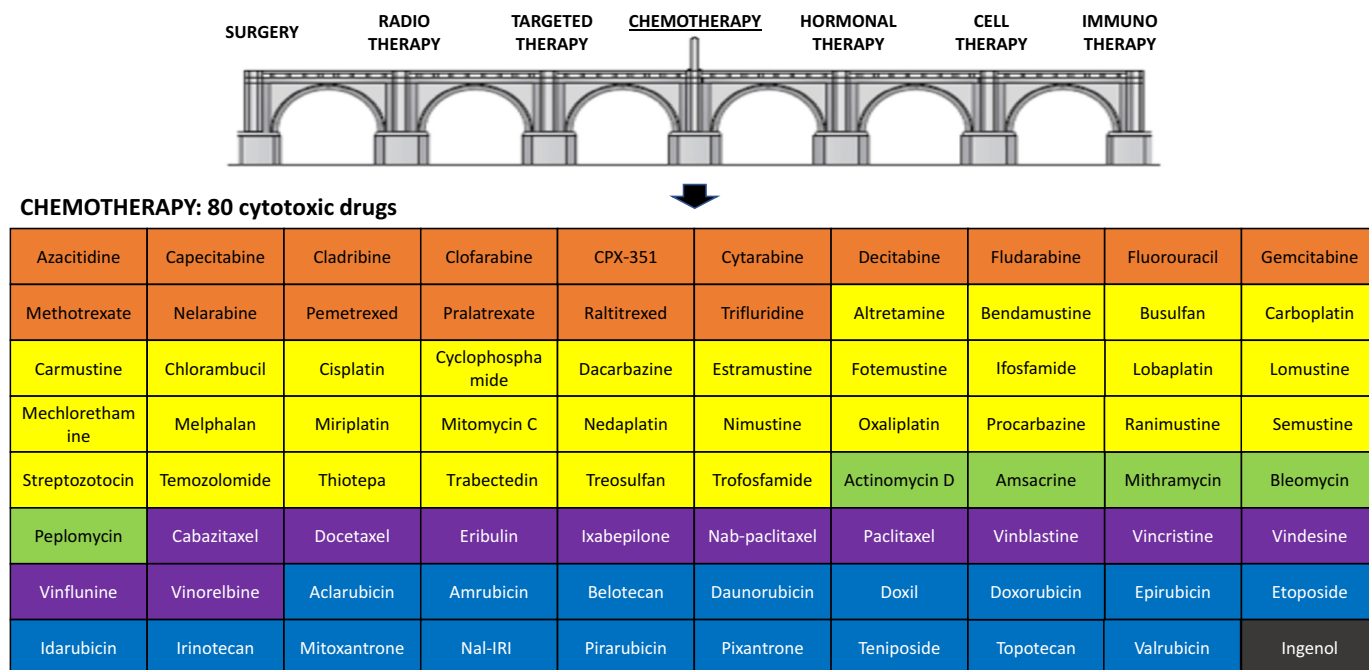 SURGERY
RADIO
THERAPY
TARGETED
THERAPY
CHEMOTHERAPY
HORMONAL
THERAPY
CELL
THERAPY
IMMUNO
THERAPY
CHEMOTHERAPY: 80 cytotoxic drugs
Azacitidine Capecitabine Cladribine Clofarabine CPX-351 Cytarabine Decitabine Fludarabine Fluorouracil Gemcitabine
Methotrexate Nelarabine Pemetrexed Pralatrexate Raltitrexed Trifluridine Altretamine Bendamustine Busulfan Carboplatin
Carmustine Chlorambucil Cisplatin Cyclophospha
mide Dacarbazine Estramustine Fotemustine Ifosfamide Lobaplatin Lomustine
Mechloretham
ine Melphalan Miriplatin Mitomycin C Nedaplatin Nimustine Oxaliplatin Procarbazine Ranimustine Semustine
Streptozotocin Temozolomide Thiotepa Trabectedin Treosulfan Trofosfamide Actinomycin D Amsacrine Mithramycin Bleomycin
Peplomycin Cabazitaxel Docetaxel Eribulin Ixabepilone Nab-paclitaxel Paclitaxel Vinblastine Vincristine Vindesine
Vinflunine Vinorelbine Aclarubicin Amrubicin Belotecan Daunorubicin Doxil Doxorubicin Epirubicin Etoposide
Idarubicin Irinotecan Mitoxantrone Nal-IRI Pirarubicin Pixantrone Teniposide Topotecan Valrubicin Ingenol